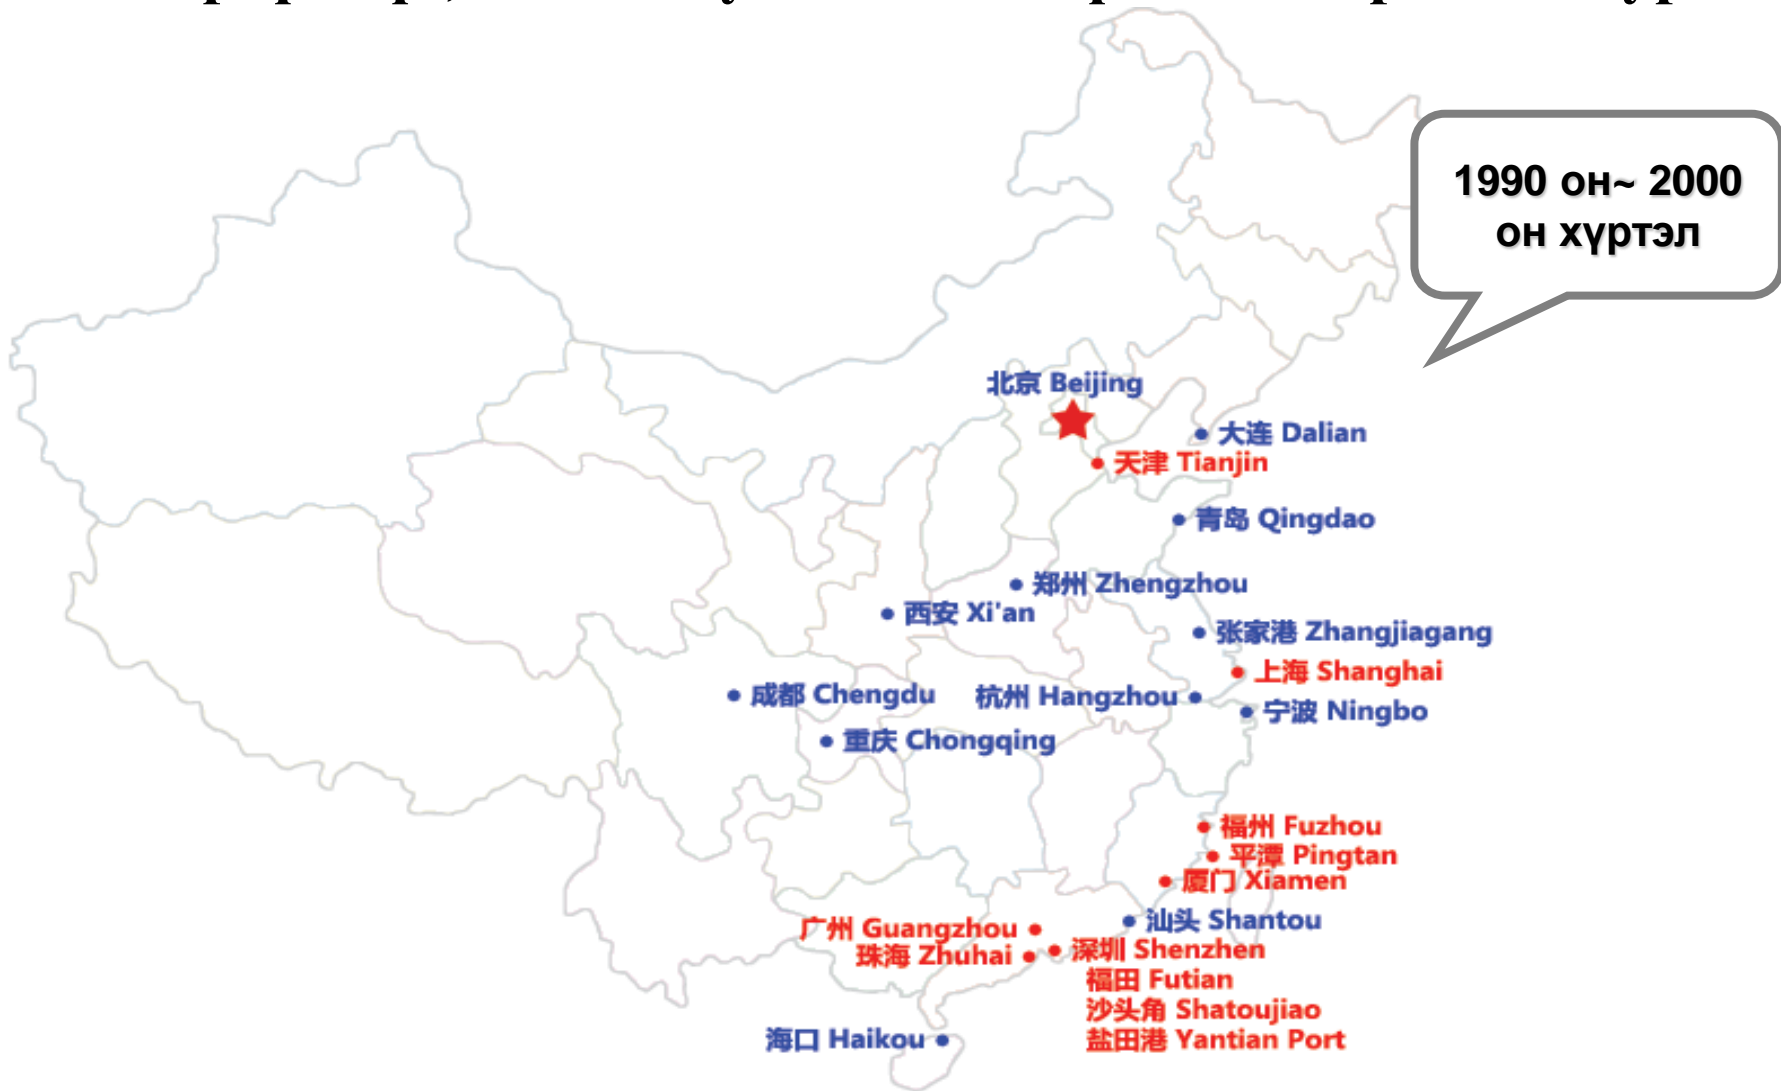 1990 он~ 2000
он хүртэл
北京 Beijing
大连 Dalian
天津 Tianjin
青岛 Qingdao
郑州 Zhengzhou
西安 Xi'an
张家港 Zhangjiagang
上海 Shanghai
成都 Chengdu
杭州 Hangzhou
宁波 Ningbo
重庆 Chongqing
福州 Fuzhou
平潭 Pingtan
厦门 Xiamen
汕头 Shantou
广州 Guangzhou
深圳 Shenzhen
珠海 Zhuhai
福田 Futian
沙头角 Shatoujiao
盐田港 Yantian Port
海口 Haikou